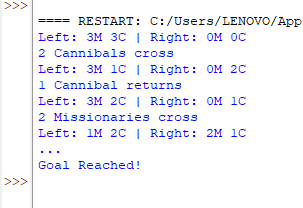 >>>
==== RESTART: C:/Users/LENOVO/App
Left: 3M 3C | Right: 0M 0C
2 Cannibals cross
Left: 3M 1C | Right: 0M 2C
1 Cannibal returns
Left: 3M 2C | Right: 0M 1C
2 Missionaries cross
Left: 1M 2C | Right: 2M 1C
...
Goal Reached!
>>>